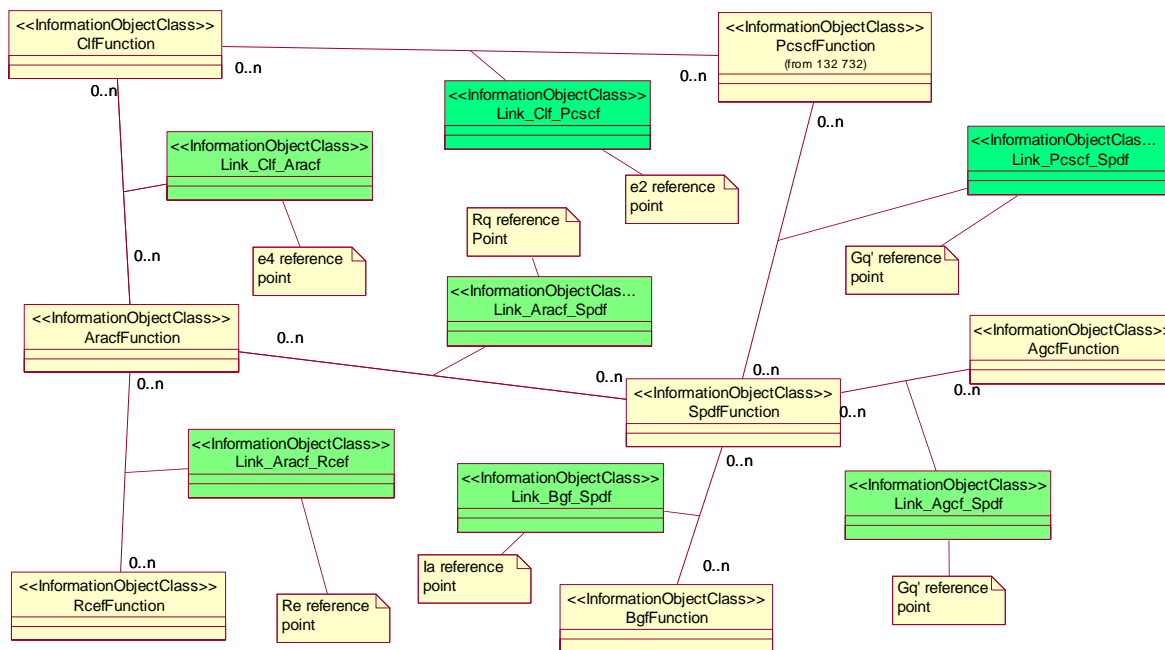 <<InformationObjectClass>>
ClfFunction
0..n
0..n
<<InformationObjectClass>>
PcscfFunction
(from 132 732)
0..n
0..n
<<InformationObjectClass>>
Link_Clf_Pcscf
e2 reference
point
<<InformationObjectClass>>
Link_Clf_Aracf
e4 reference
point
0..n
<<InformationObjectClas...
Link_Pcscf_Spdf
Gq' reference
point
Rq reference
Point
<<InformationObjectClas...
Link_Aracf_Spdf
<<InformationObjectClass>>
AracfFunction
0..n
0..n
0..n
0..n
<<InformationObjectClass>>
SpdfFunction
0..n
0..n
0..n
<<InformationObjectClass>>
AgcfFunction
<<InformationObjectClass>>
Link_Aracf_Rcef
Re reference
point
<<InformationObjectClass>>
Link_Bgf_Spdf
Ia reference
point
<<InformationObjectClass>>
Link_Agcf_Spdf
Gq' reference
point
0..n
<<InformationObjectClass>>
RcefFunction
0..n
<<InformationObjectClass>>
BgfFunction